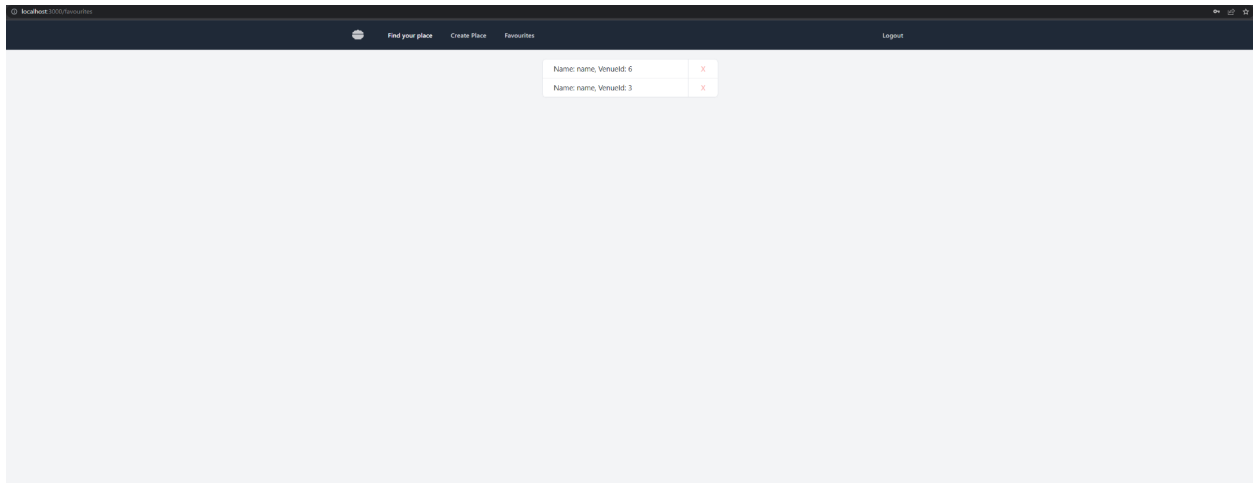 localhost:3000/favourites
Find your place Create Place Favourites Logout
Name: name, VenueId: 6 X
Name: name, VenueId: 3 X